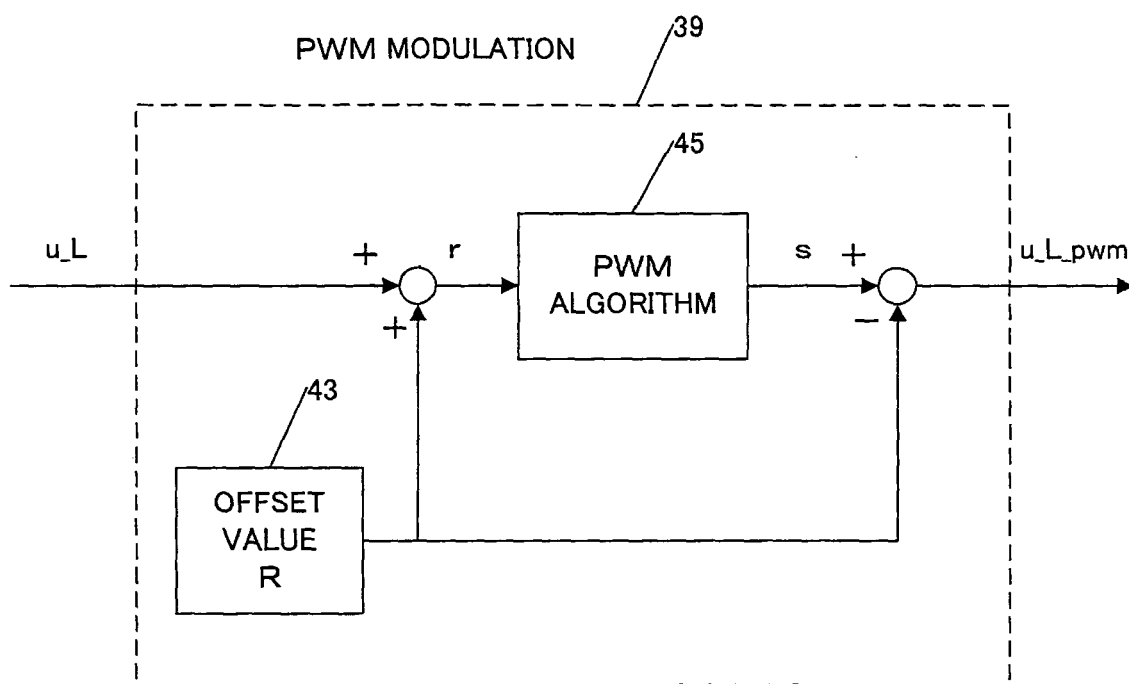 39
PWM MODULATION
45
u_L
+
r
PWM
ALGORITHM
s
+
u_L_pwm
+
−
43
OFFSET
VALUE
R